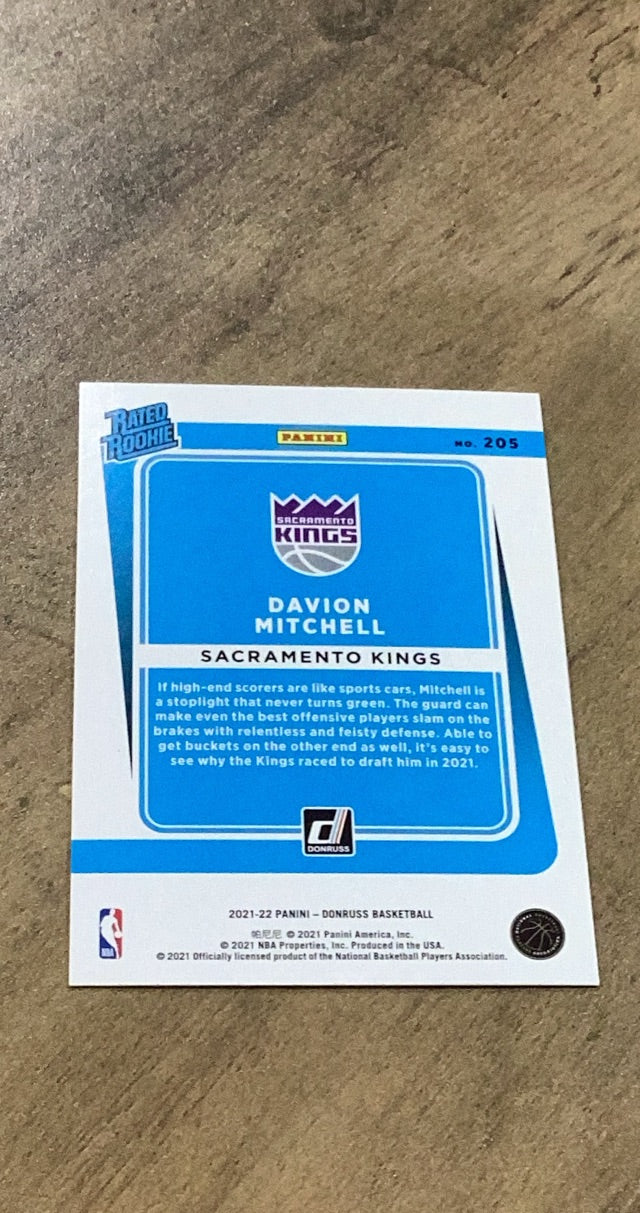 RATED
ROOKIE
PANINI
NO. 205
SACRAMENTO
KINGS
DAVION
MITCHELL
SACRAMENTO KINGS
If high-end scorers are like sports cars, Mitchell is
a stoplight that never turns green. The guard can
make even the best offensive players slam on the
brakes with relentless and feisty defense. Able to
get buckets on the other end as well, it's easy to
see why the Kings raced to draft him in 2021.
d
DONRUSS
2021-22 PANINI – DONRUSS BASKETBALL
帕尼尼 © 2021 Panini America, Inc.
© 2021 NBA Properties, Inc. Produced in the USA.
© 2021 Officially licensed product of the National Basketball Players Association.
NBA